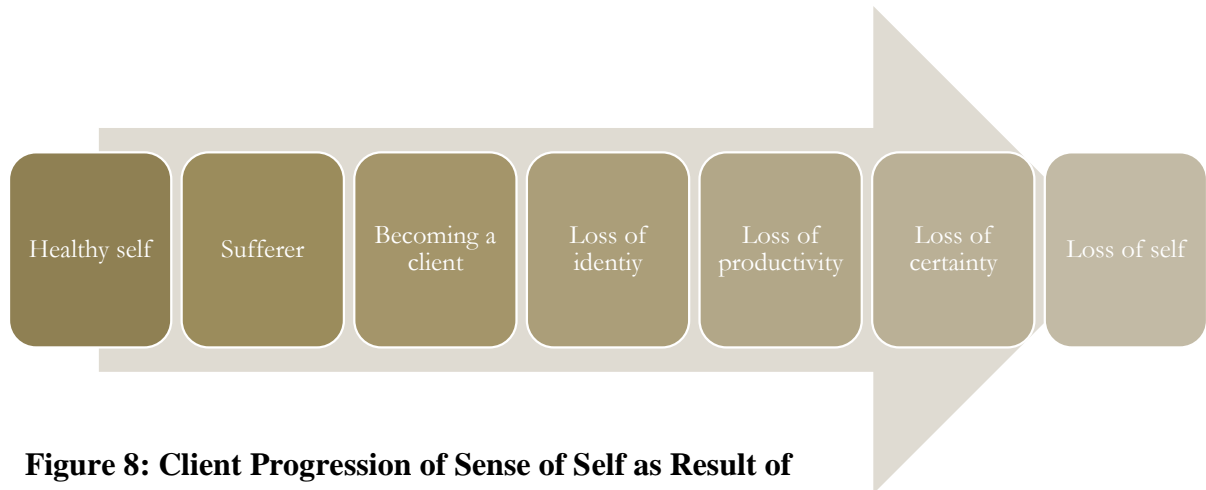 Healthy self
Sufferer
Becoming a
client
Loss of
identiy
Loss of
productivity
Loss of
certainty
Loss of self
Figure 8: Client Progression of Sense of Self as Result of